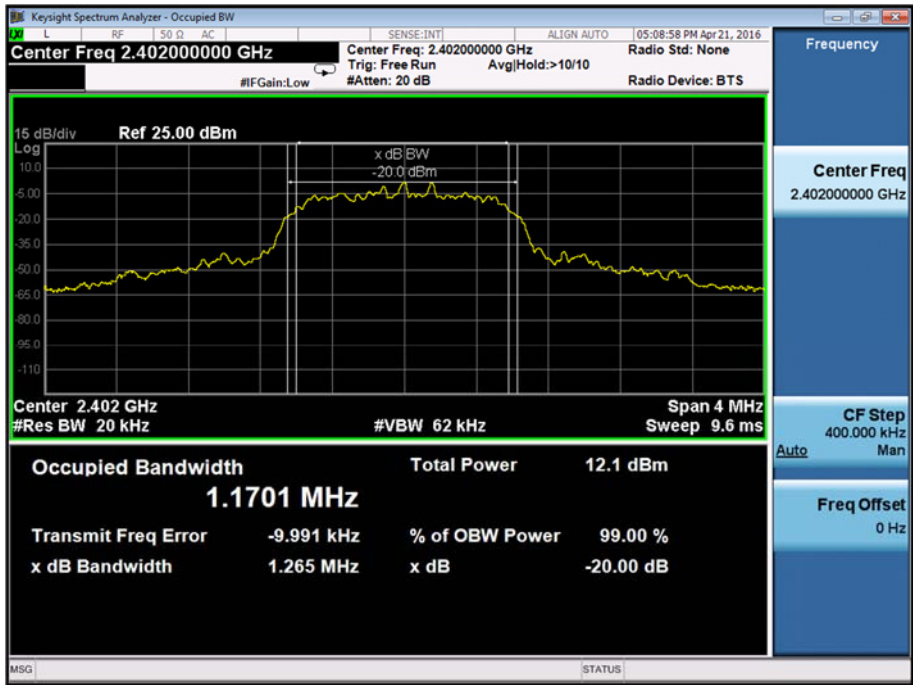 Keysight Spectrum Analyzer - Occupied BW
LXI L RF 50 Ω AC SENSE:INT ALIGN AUTO 05:08:58 PM Apr 21, 2016
Center Freq 2.402000000 GHz
Center Freq: 2.402000000 GHz
Radio Std: None
Trig: Free Run Avg|Hold:>10/10
#IFGain:Low #Atten: 20 dB Radio Device: BTS
15 dB/div Ref 25.00 dBm
Log
x dB BW
-20.0 dBm
10.0
-5.00
-20.0
-35.0
-50.0
-65.0
-80.0
-95.0
-110
Center 2.402 GHz Span 4 MHz
#Res BW 20 kHz #VBW 62 kHz Sweep 9.6 ms
Occupied Bandwidth Total Power 12.1 dBm
1.1701 MHz
Transmit Freq Error -9.991 kHz % of OBW Power 99.00 %
x dB Bandwidth 1.265 MHz x dB -20.00 dB
MSG STATUS
Frequency
Center Freq
2.402000000 GHz
CF Step
400.000 kHz
Auto Man
Freq Offset
0 Hz